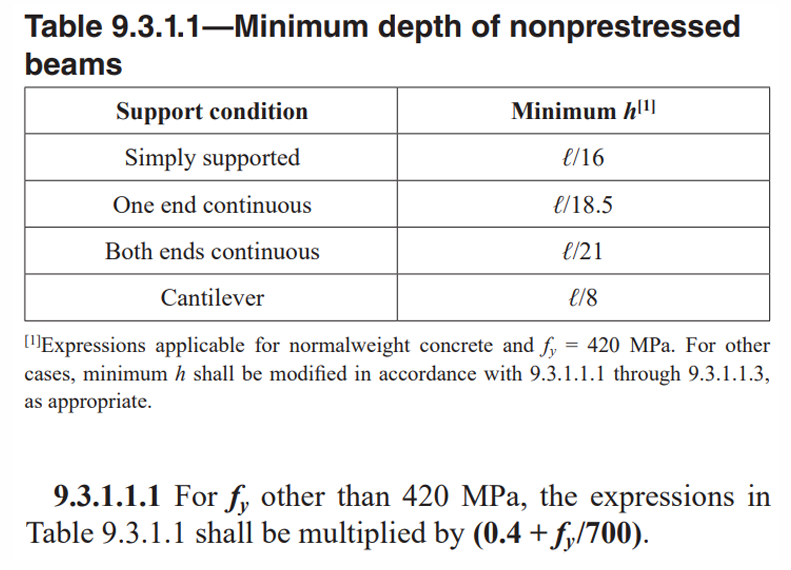 Table 9.3.1.1—Minimum depth of nonprestressed
beams
Support condition Minimum h[1]
Simply supported ℓ/16
One end continuous ℓ/18.5
Both ends continuous ℓ/21
Cantilever ℓ/8
[1]Expressions applicable for normalweight concrete and fy = 420 MPa. For other
cases, minimum h shall be modified in accordance with 9.3.1.1.1 through 9.3.1.1.3,
as appropriate.
9.3.1.1.1 For fy other than 420 MPa, the expressions in
Table 9.3.1.1 shall be multiplied by (0.4 + fy/700).